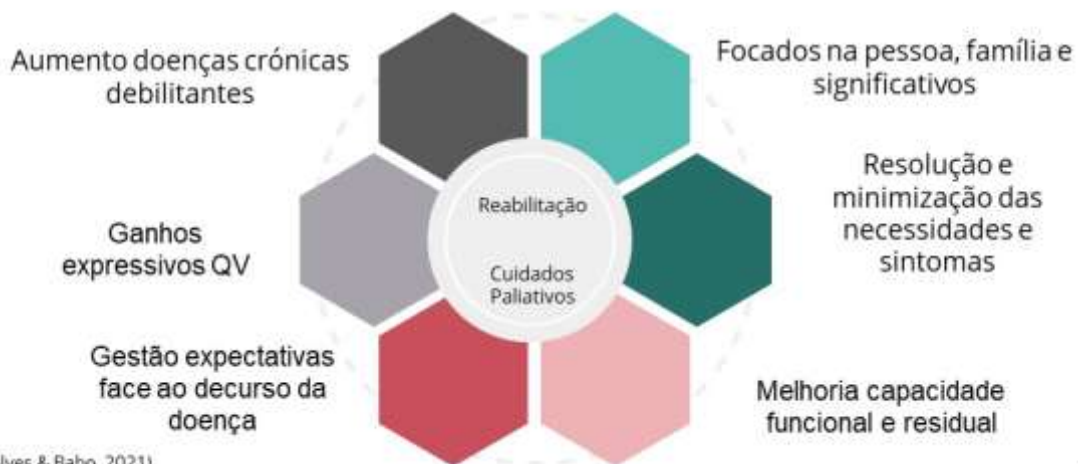 Aumento doenças crónicas
debilitantes
Focados na pessoa, família e
significativos
Ganhos
expressivos QV
Reabilitação
Cuidados
Paliativos
Resolução e
minimização das
necessidades e
sintomas
Gestão expectativas
face ao decurso da
doença
Melhoria capacidade
funcional e residual
2021)